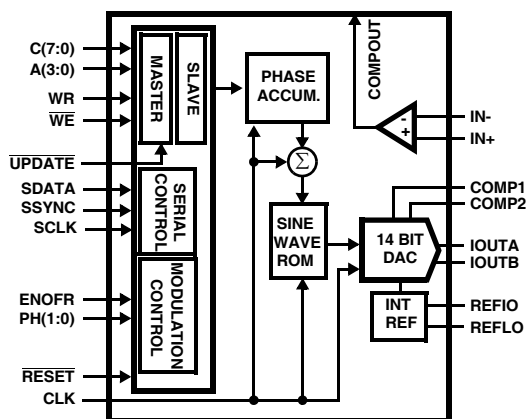 C(7:0)
A(3:0)
WR
WE
UPDATE
SDATA
SSYNC
SCLK
ENOFR
PH(1:0)
RESET
CLK
MASTER
SLAVE
SERIAL
CONTROL
MODULATION
CONTROL
PHASE
ACCUM.
Σ
SINE
WAVE
ROM
COMPOUT
-
+
IN-
IN+
14 BIT
DAC
COMP1
COMP2
IOUTA
IOUTB
INT
REF
REFIO
REFLO